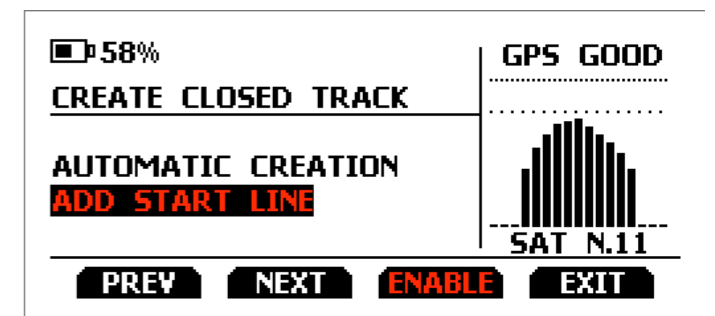 58%
GPS GOOD
CREATE CLOSED TRACK
AUTOMATIC CREATION
ADD START LINE
SAT N.11
PREV NEXT ENABLE EXIT